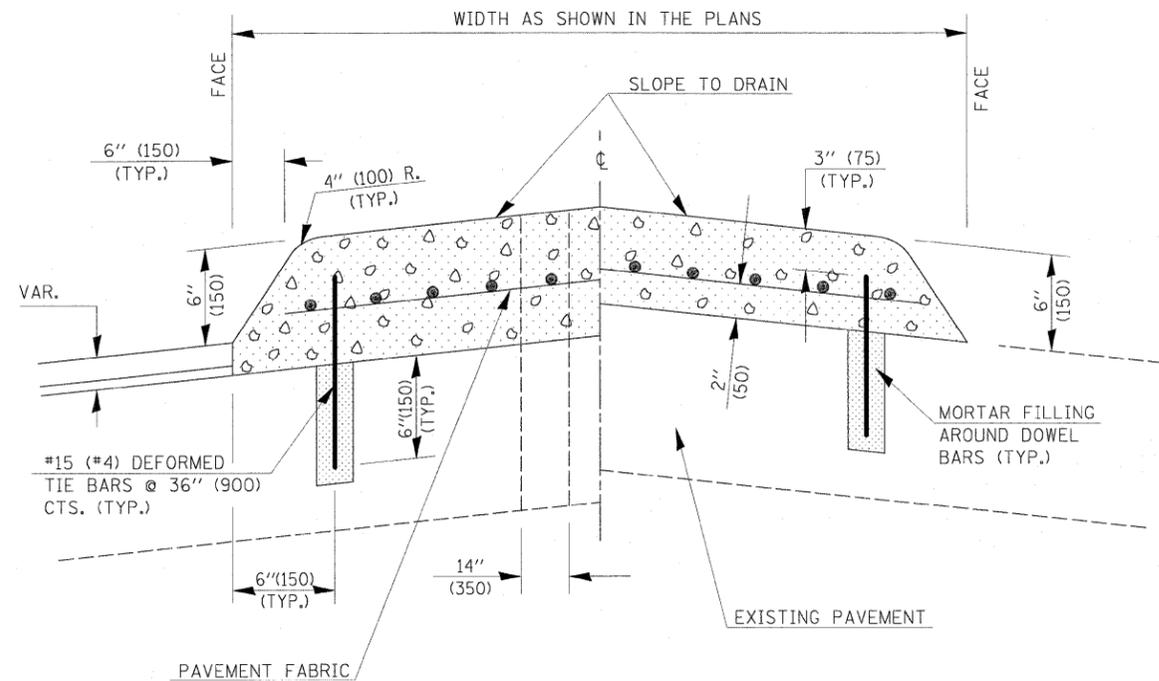 WIDTH AS SHOWN IN THE PLANS
FACE
FACE
SLOPE TO DRAIN
6" (150)
(TYP.)
4" (100) R.
(TYP.)
℄
3" (75)
(TYP.)
VAR.
6"
(150)
6"
(150)
2"
(50)
6"(150)
(TYP.)
MORTAR FILLING
AROUND DOWEL
BARS (TYP.)
#15 (#4) DEFORMED
TIE BARS @ 36" (900)
CTS. (TYP.)
6"(150)
(TYP.)
14"
(350)
EXISTING PAVEMENT
PAVEMENT FABRIC